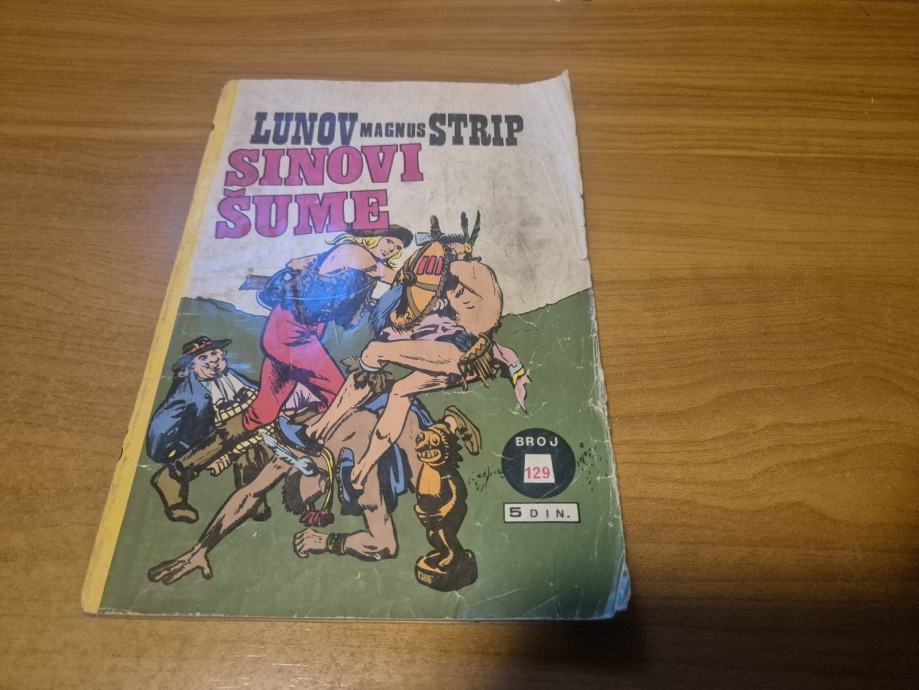 LUNOV MAGNUS STRIP
SINOVI
ŠUME
BROJ
129
5 DIN.